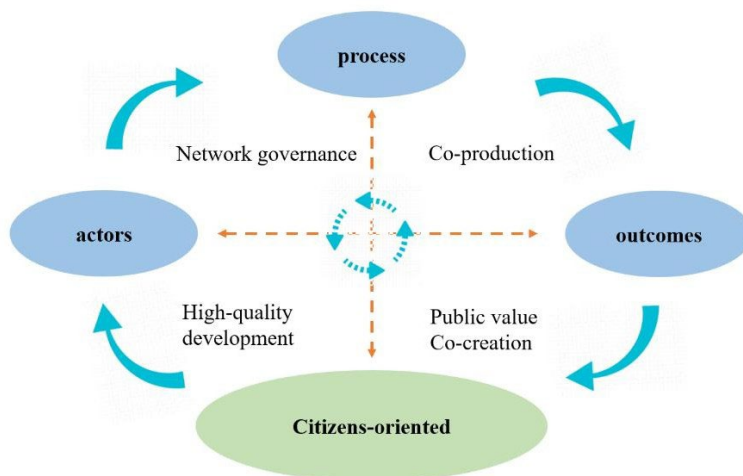 process
Network governance
Co-production
actors
outcomes
High-quality
development
Public value
Co-creation
Citizens-oriented